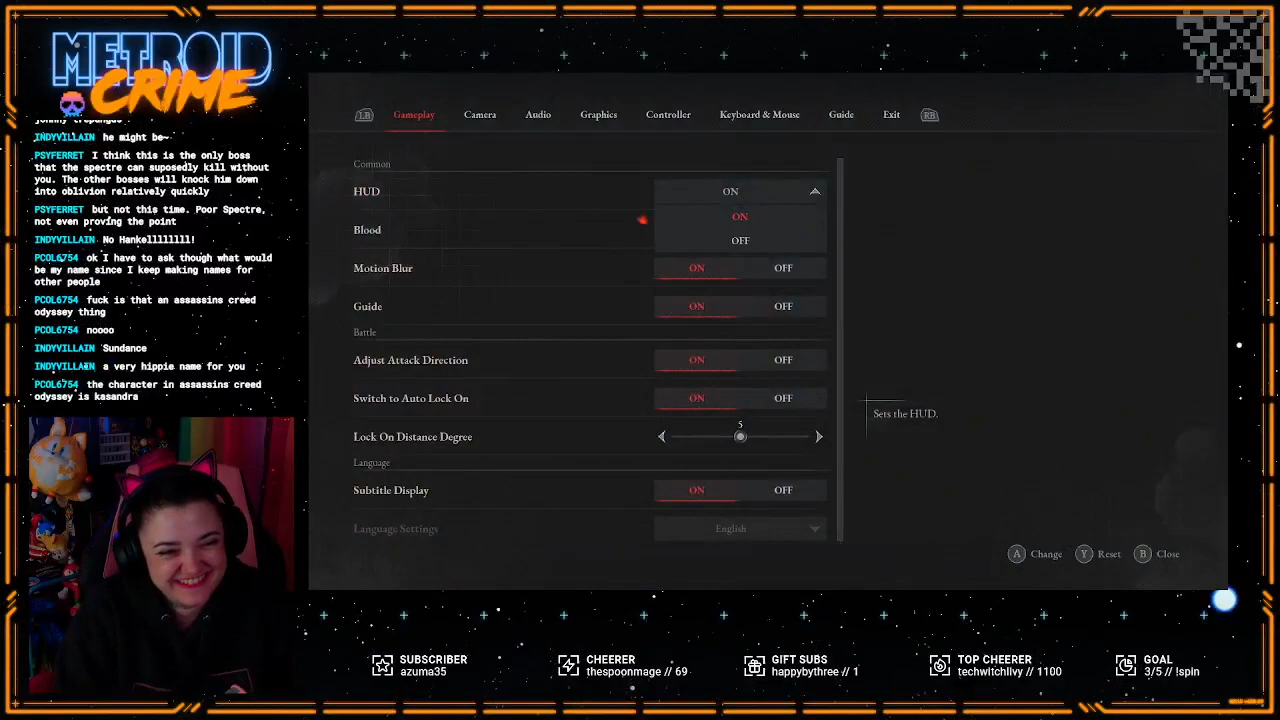 METROID
CRIME
INDYVILLAIN he might be~
PSYFERRET I think this is the only boss
that the spectre can suposedly kill without
you. The other bosses will knock him down
into oblivion relatively quickly
PSYFERRET but not this time. Poor Spectre,
not even proving the point
INDYVILLAIN No Hankellllllll!
PCOL6754 ok I have to ask though what would
be my name since I keep making names for
other people
PCOL6754 fuck is that an assassins creed
odyssey thing
PCOL6754 noooo
INDYVILLAIN Sundance
INDYVILLAIN a very hippie name for you
PCOL6754 the character in assassins creed
odyssey is kasandra
LB Gameplay Camera Audio Graphics Controller Keyboard & Mouse Guide Exit RB
Common
HUD ON
ON
Blood OFF
Motion Blur ON OFF
Guide ON OFF
Battle
Adjust Attack Direction ON OFF
Switch to Auto Lock On ON OFF
5
Lock On Distance Degree
Language
Subtitle Display ON OFF
Language Settings English
Sets the HUD.
A Change Y Reset B Close
SUBSCRIBER
azuma35
CHEERER
thespoonmage // 69
GIFT SUBS
happybythree // 1
TOP CHEERER
techwitchlivy // 1100
GOAL
3/5 // !spin